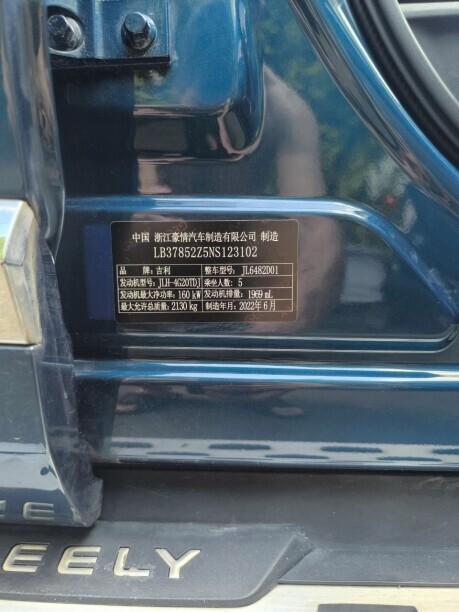 中国 浙江豪情汽车制造有限公司 制造
LB37852Z5NS123102
品牌：吉利 整车型号：JL6482D01
发动机型号：JLH-4G20TDJ 乘坐人数：5
发动机最大净功率：160 kW 发动机排量：1969 mL
最大允许总质量：2130 kg 制造年月：2022年6月
EELY